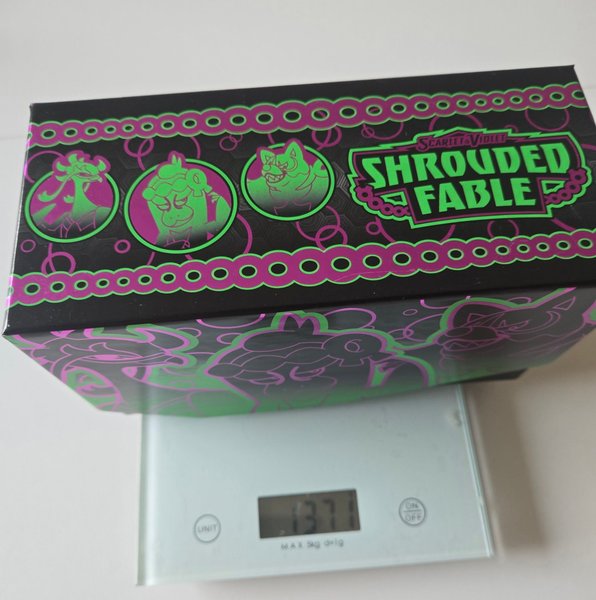 SCARLET & VIOLET
SHROUDED
FABLE
1371
UNIT
ON
OFF
MAX 5kg d=1g